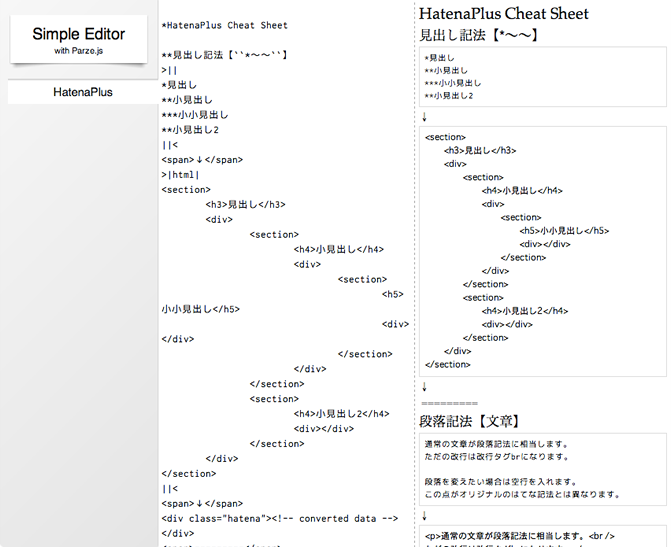 Simple Editor
with Parze.js
HatenaPlus
*HatenaPlus Cheat Sheet
**見出し記法【``*〜〜``】
>||
*見出し
**小見出し
***小小見出し
**小見出し2
||<
<span>↓</span>
>|html|
<section>
<h3>見出し</h3>
<div>
<section>
<h4>小見出し</h4>
<div>
<section>
<h5>
小小見出し</h5>
<div>
</div>
</section>
</div>
</section>
<section>
<h4>小見出し2</h4>
<div></div>
</section>
</div>
</section>
||<
<span>↓</span>
<div class="hatena"><!-- converted data -->
</div>
HatenaPlus Cheat Sheet
見出し記法【*〜〜】
*見出し
**小見出し
***小小見出し
**小見出し2
↓
<section>
<h3>見出し</h3>
<div>
<section>
<h4>小見出し</h4>
<div>
<section>
<h5>小小見出し</h5>
<div></div>
</section>
</div>
</section>
<section>
<h4>小見出し2</h4>
<div></div>
</section>
</div>
</section>
↓
=========
段落記法【文章】
通常の文章が段落記法に相当します。
ただの改行は改行タグbrになります。
段落を変えたい場合は空行を入れます。
この点がオリジナルのはてな記法とは異なります。
↓
<p>通常の文章が段落記法に相当します。<br />